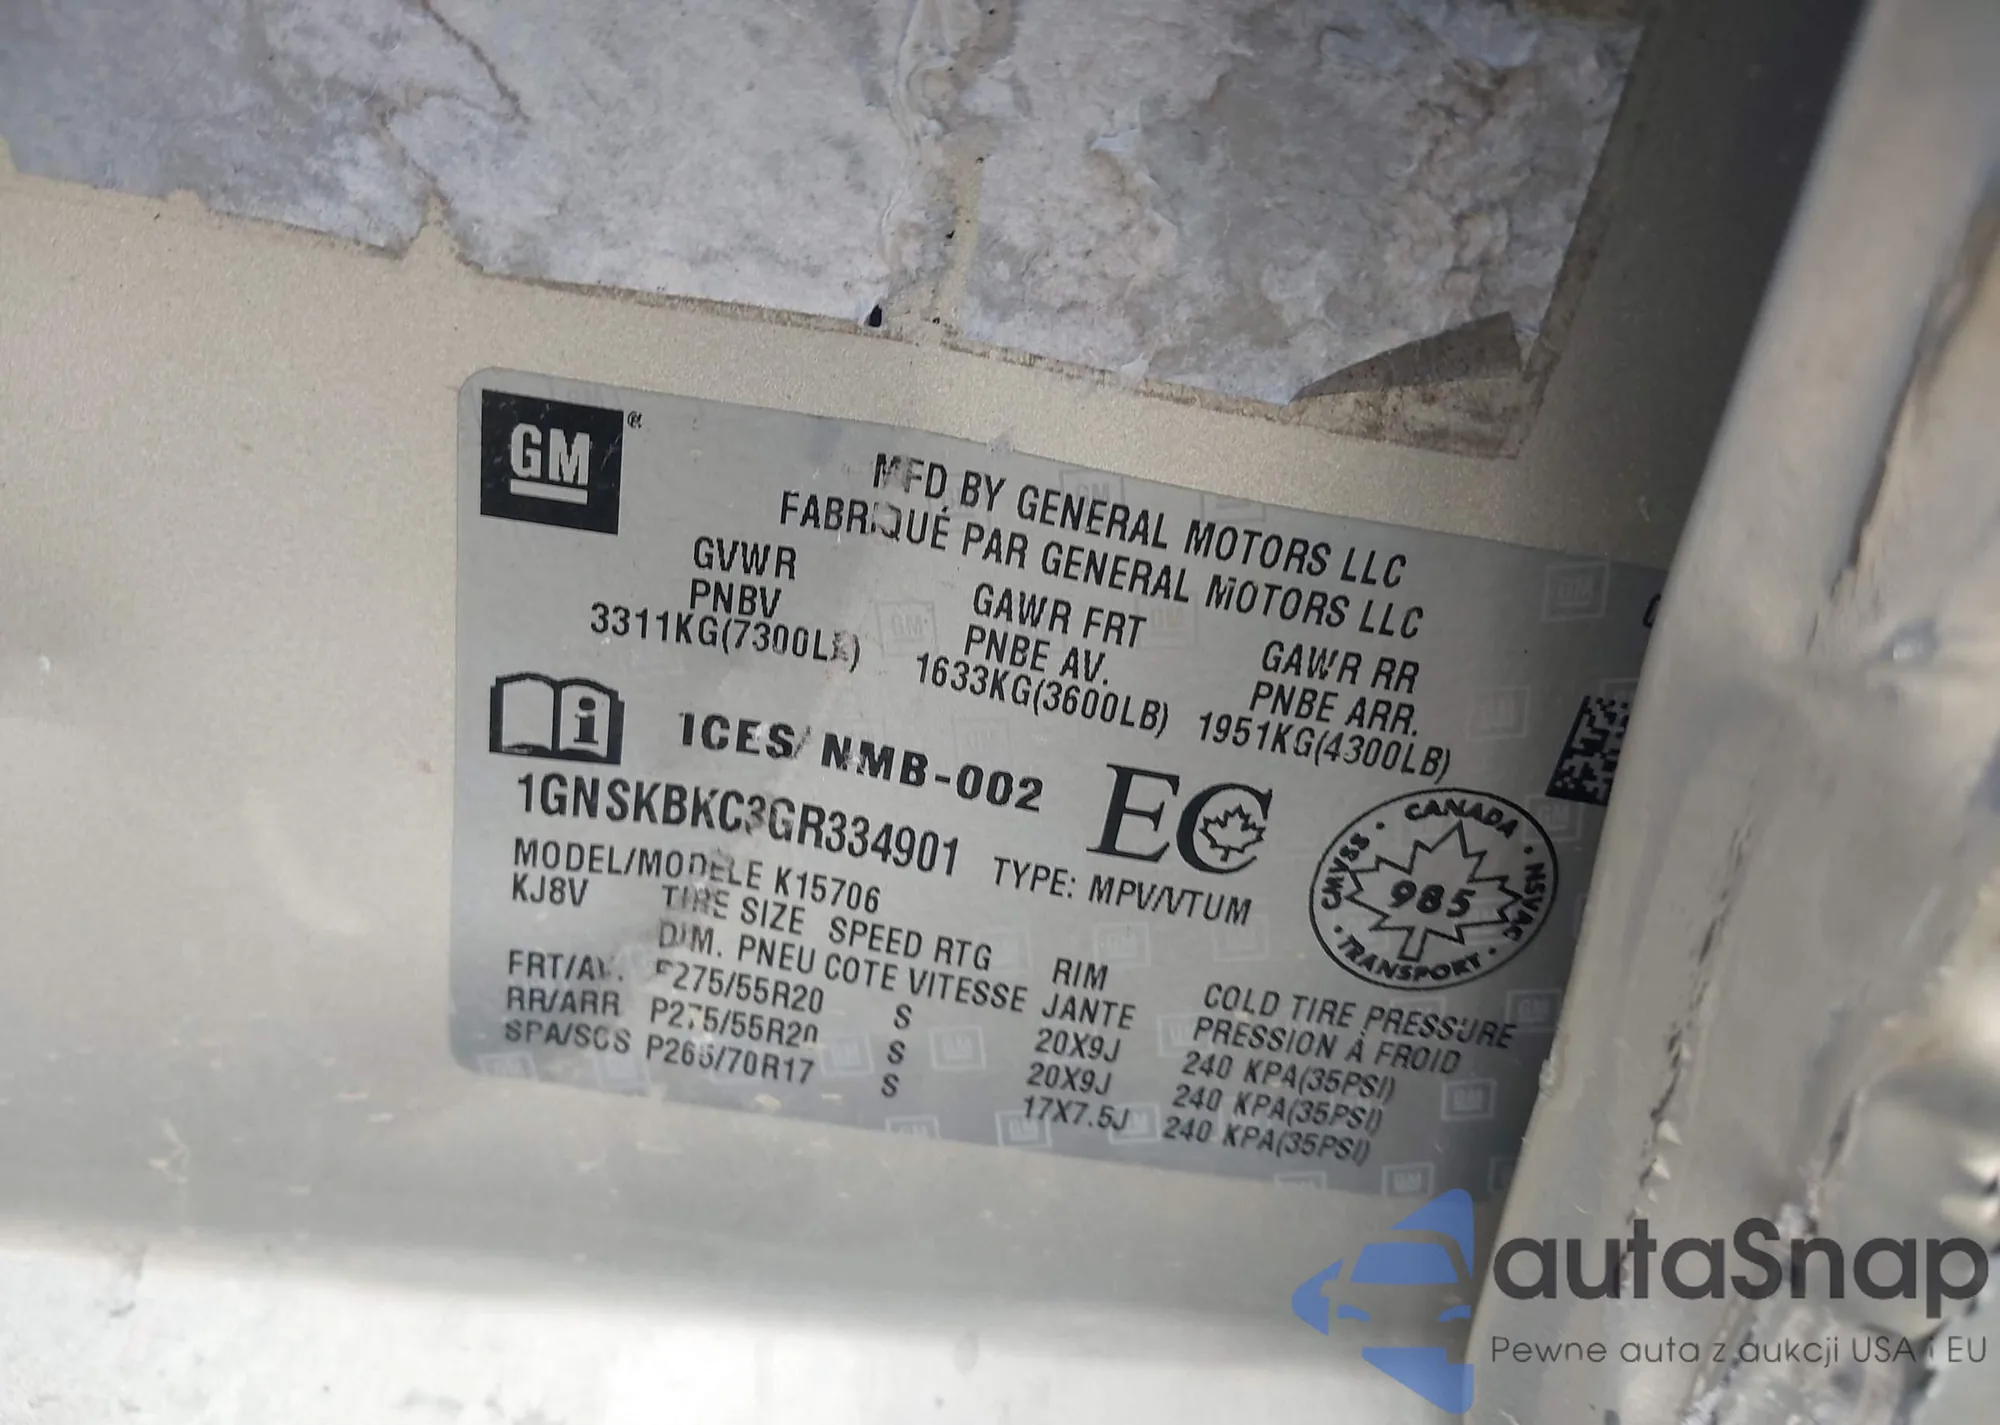 GM
MFD BY GENERAL MOTORS LLC
FABRIQUÉ PAR GENERAL MOTORS LLC
GVWR GAWR FRT GAWR RR
PNBV PNBE AV. PNBE ARR.
3311KG(7300LB) 1633KG(3600LB) 1951KG(4300LB)
ICES/NMB-002 EC
1GNSKBKC3GR334901 TYPE: MPV/VTUM
CANADA · NSVAC · TRANSPORT · CMVSS ·
985
MODEL/MODÈLE K15706
KJ8V TIRE SIZE SPEED RTG RIM COLD TIRE PRESSURE
DIM. PNEU COTE VITESSE JANTE PRESSION À FROID
FRT/AV. P275/55R20 S 20X9J 240 KPA(35PSI)
RR/ARR P275/55R20 S 20X9J 240 KPA(35PSI)
SPA/SCS P265/70R17 S 17X7.5J 240 KPA(35PSI)
autaSnap
Pewne auta z aukcji USA i EU